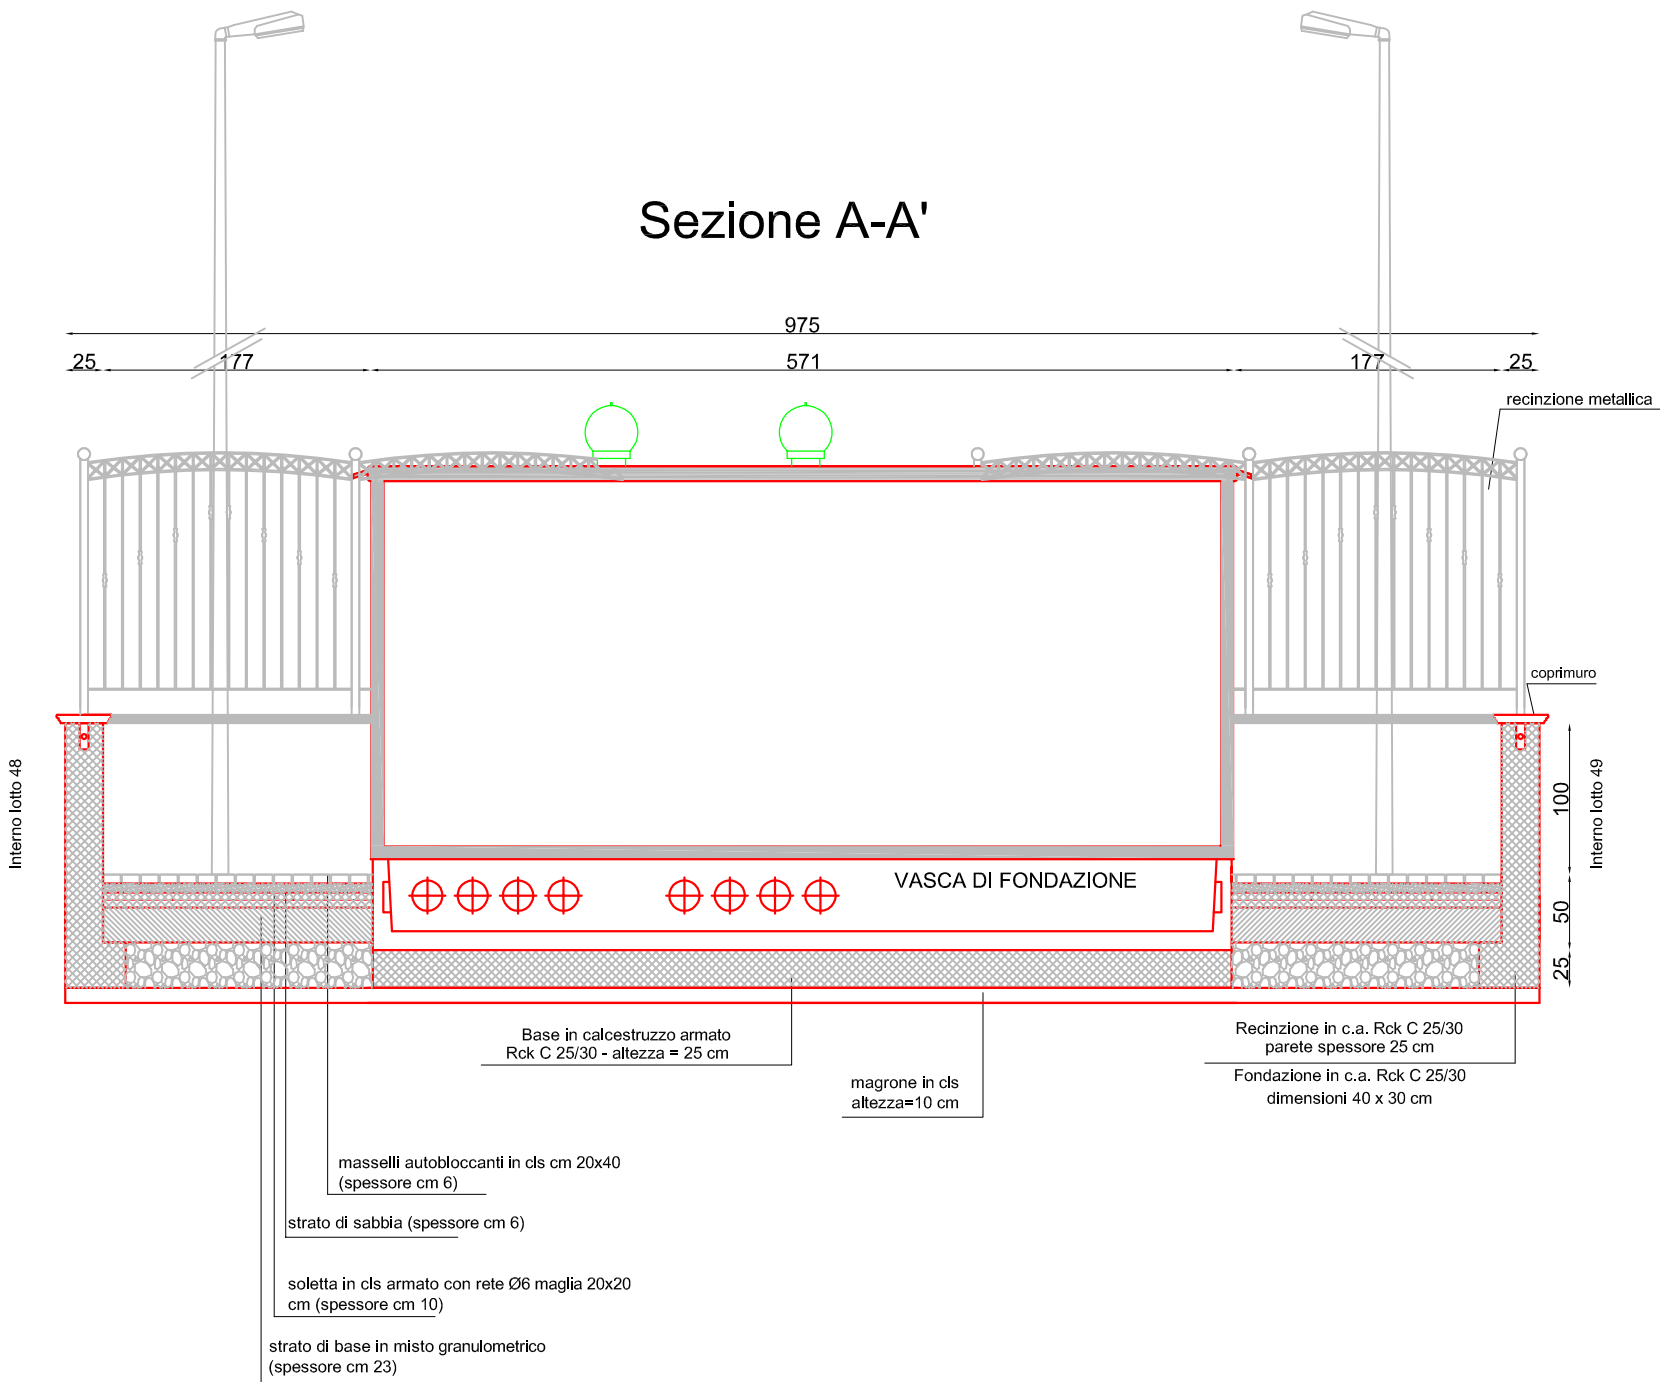 Sezione A-A'
975
25
177
571
177
25
recinzione metallica
coprimuro
Interno lotto 48
100
Interno lotto 49
VASCA DI FONDAZIONE
50
25
Base in calcestruzzo armato
Rck C 25/30 - altezza = 25 cm
Recinzione in c.a. Rck C 25/30
parete spessore 25 cm
Fondazione in c.a. Rck C 25/30
dimensioni 40 x 30 cm
magrone in cls
altezza=10 cm
masselli autobloccanti in cls cm 20x40
(spessore cm 6)
strato di sabbia (spessore cm 6)
soletta in cls armato con rete Ø6 maglia 20x20
cm (spessore cm 10)
strato di base in misto granulometrico
(spessore cm 23)